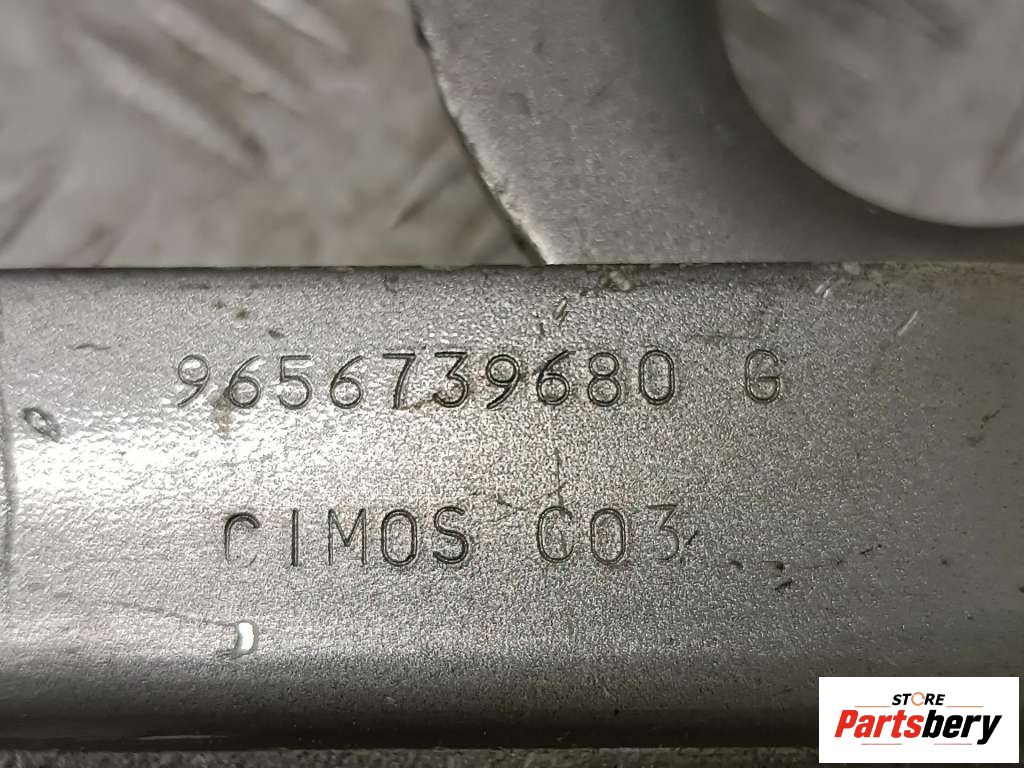 9656739680 G
CIMOS C03
STORE
Partsbery